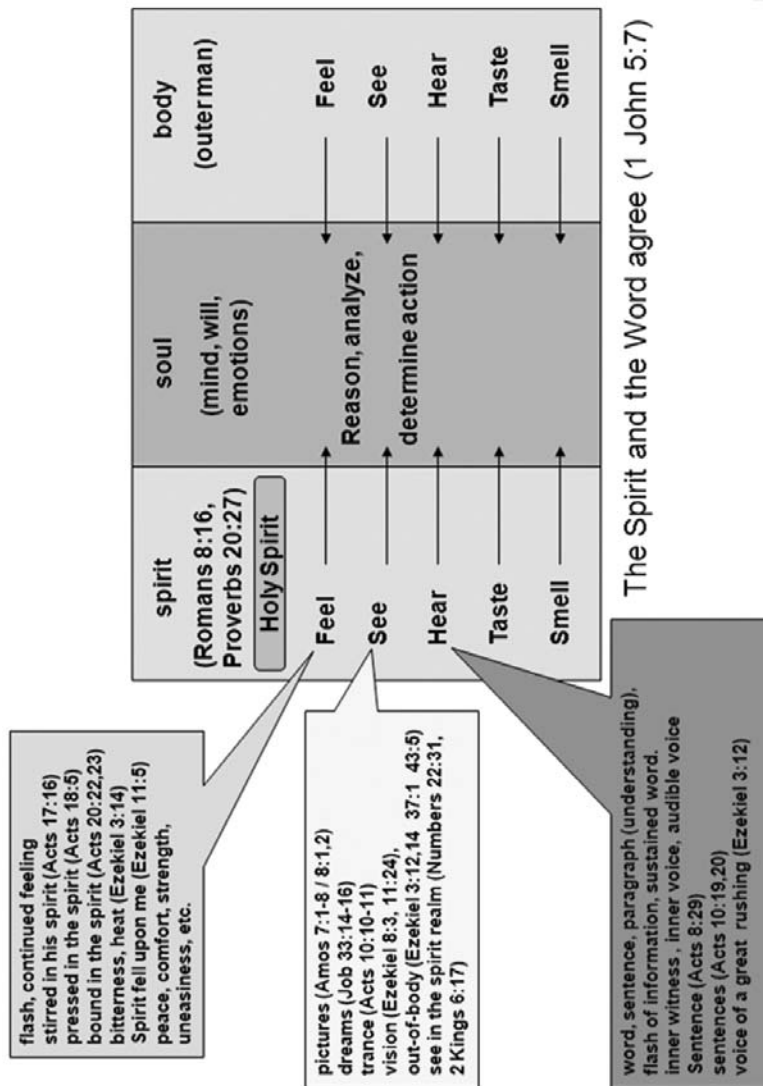 flash, continued feeling
stirred in his spirit (Acts 17:16)
pressed in the spirit (Acts 18:5)
bound in the spirit (Acts 20:22,23)
bitterness, heat (Ezekiel 3:14)
Spirit fell upon me (Ezekiel 11:5)
peace, comfort, strength,
uneasiness, etc.
pictures (Amos 7:1-8 / 8:1,2)
dreams (Job 33:14-16)
trance (Acts 10:10-11)
vision (Ezekiel 8:3, 11:24),
out-of-body (Ezekiel 3:12,14 37:1 43:5)
see in the spirit realm (Numbers 22:31,
2 Kings 6:17)
word, sentence, paragraph (understanding),
flash of information, sustained word.
inner witness , inner voice, audible voice
Sentence (Acts 8:29)
sentences (Acts 10:19,20)
voice of a great rushing (Ezekiel 3:12)
spirit
(Romans 8:16,
Proverbs 20:27)
Holy Spirit
Feel
See
Hear
Taste
Smell
soul
(mind, will,
emotions)
Reason, analyze,
determine action
body
(outerman)
Feel
See
Hear
Taste
Smell
The Spirit and the Word agree (1 John 5:7)